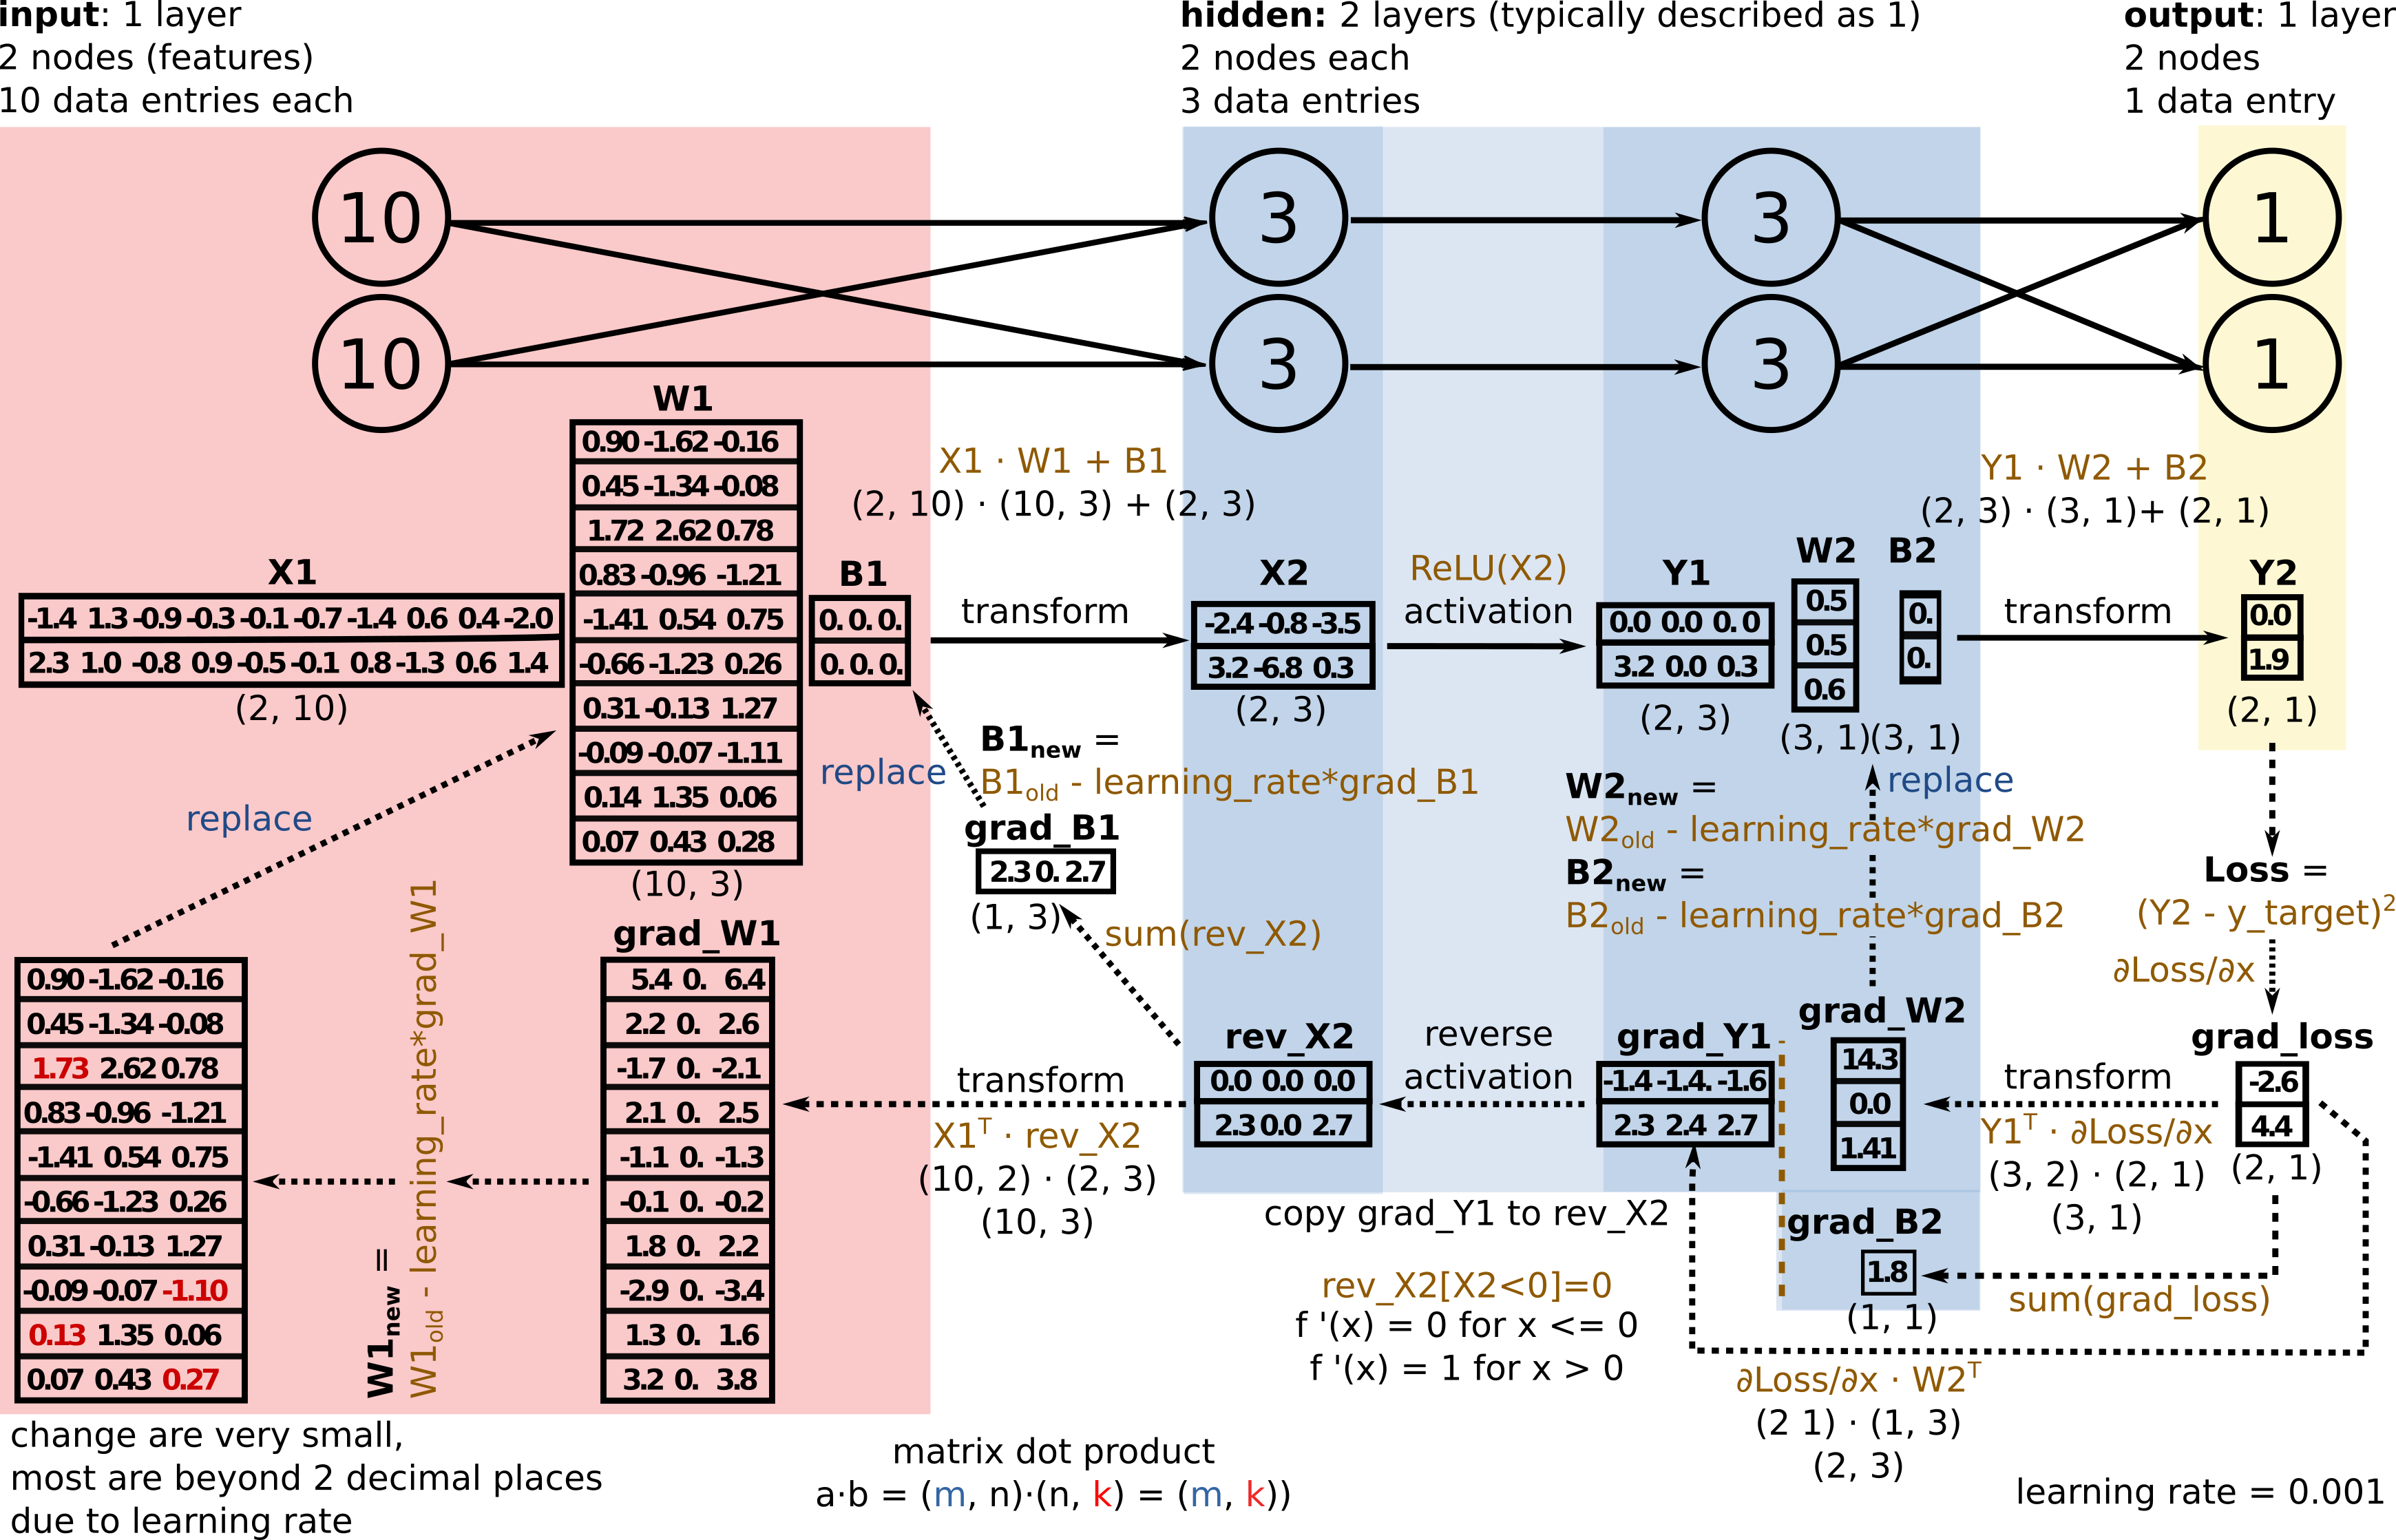 input: 1 layer
2 nodes (features)
10 data entries each
hidden: 2 layers (typically described as 1)
2 nodes each
3 data entries
output: 1 layer
2 nodes
1 data entry
10
3
3
1
10
3
3
1
W1
0.90 -1.62 -0.16
0.45 -1.34 -0.08
1.72 2.62 0.78
0.83 -0.96 -1.21
-1.41 0.54 0.75
-0.66 -1.23 0.26
0.31 -0.13 1.27
-0.09 -0.07 -1.11
0.14 1.35 0.06
0.07 0.43 0.28
(10, 3)
X1
-1.4 1.3 -0.9 -0.3 -0.1 -0.7 -1.4 0.6 0.4 -2.0
2.3 1.0 -0.8 0.9 -0.5 -0.1 0.8 -1.3 0.6 1.4
(2, 10)
B1
0. 0. 0.
0. 0. 0.
X1 · W1 + B1
(2, 10) · (10, 3) + (2, 3)
transform
X2
-2.4 -0.8 -3.5
3.2 -6.8 0.3
(2, 3)
ReLU(X2)
activation
Y1
0.0 0.0 0.0
3.2 0.0 0.3
(2, 3)
W2
0.5
0.5
0.6
(3, 1)
B2
0.
0.
(3, 1)
Y1 · W2 + B2
(2, 3) · (3, 1)+ (2, 1)
transform
Y2
0.0
1.9
(2, 1)
replace
replace
B1new =
B1old - learning_rate*grad_B1
grad_B1
2.3 0. 2.7
(1, 3)
sum(rev_X2)
replace
W2new =
W2old - learning_rate*grad_W2
B2new =
B2old - learning_rate*grad_B2
Loss =
(Y2 - y_target)²
∂Loss/∂x
grad_loss
-2.6
4.4
(2, 1)
transform
Y1ᵀ · ∂Loss/∂x
(3, 2) · (2, 1)
(3, 1)
grad_W2
14.3
0.0
1.41
grad_B2
1.8
(1, 1)
sum(grad_loss)
grad_Y1
-1.4 -1.4. -1.6
2.3 2.4 2.7
∂Loss/∂x · W2ᵀ
(2 1) · (1, 3)
(2, 3)
reverse
activation
rev_X2
0.0 0.0 0.0
2.3 0.0 2.7
copy grad_Y1 to rev_X2
rev_X2[X2<0]=0
f '(x) = 0 for x <= 0
f '(x) = 1 for x > 0
transform
X1ᵀ · rev_X2
(10, 2) · (2, 3)
(10, 3)
grad_W1
5.4 0. 6.4
2.2 0. 2.6
-1.7 0. -2.1
2.1 0. 2.5
-1.1 0. -1.3
-0.1 0. -0.2
1.8 0. 2.2
-2.9 0. -3.4
1.3 0. 1.6
3.2 0. 3.8
W1new =
W1old - learning_rate*grad_W1
0.90 -1.62 -0.16
0.45 -1.34 -0.08
1.73 2.62 0.78
0.83 -0.96 -1.21
-1.41 0.54 0.75
-0.66 -1.23 0.26
0.31 -0.13 1.27
-0.09 -0.07 -1.10
0.13 1.35 0.06
0.07 0.43 0.27
change are very small,
most are beyond 2 decimal places
due to learning rate
matrix dot product
a·b = (m, n)·(n, k) = (m, k))
learning rate = 0.001